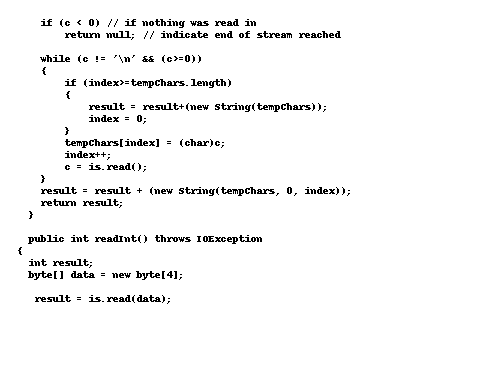 if (c < 0) // if nothing was read in
return null; // indicate end of stream reached
while (c != '\n' && (c>=0))
{
if (index>=tempChars.length)
{
result = result+(new String(tempChars));
index = 0;
}
tempChars[index] = (char)c;
index++;
c = is.read();
}
result = result + (new String(tempChars, 0, index));
return result;
}
public int readInt() throws IOException
{
int result;
byte[] data = new byte[4];
result = is.read(data);